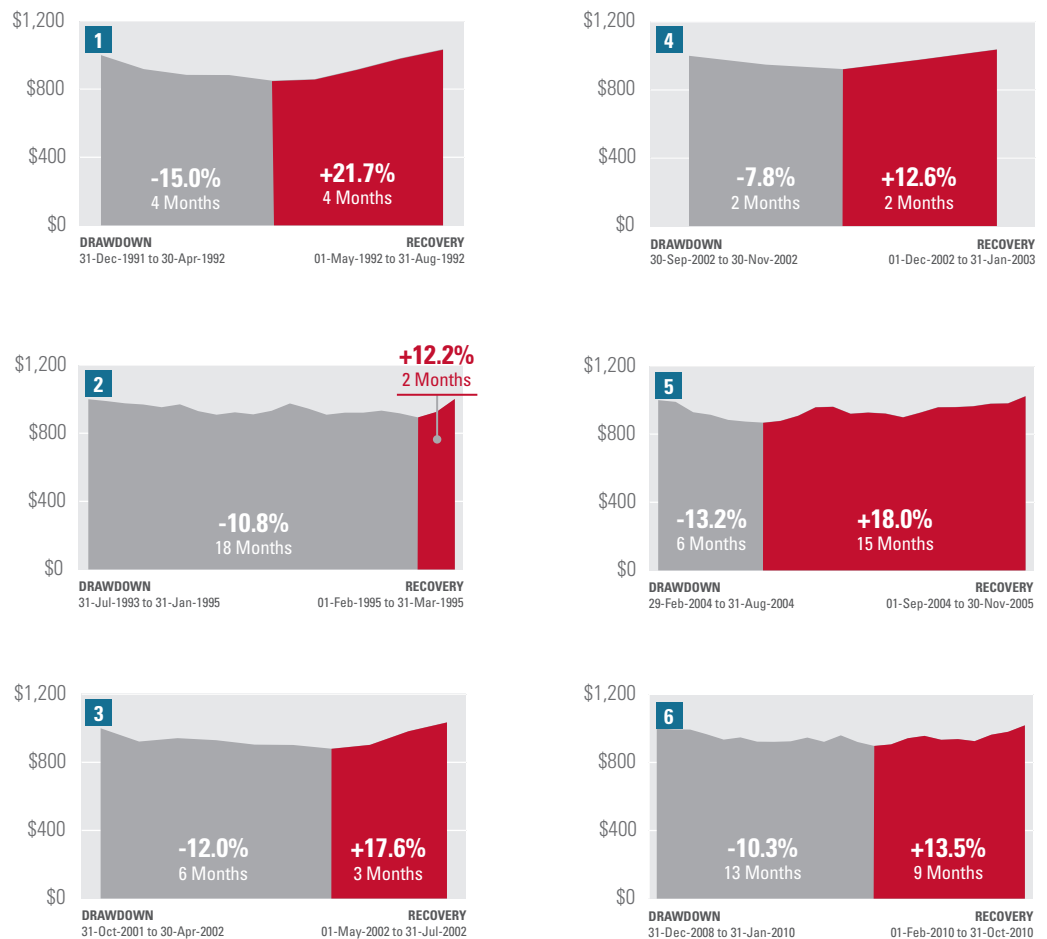 $1,200
1
$800
$400
-15.0%
4 Months
+21.7%
4 Months
$0
DRAWDOWN
31-Dec-1991 to 30-Apr-1992
RECOVERY
01-May-1992 to 31-Aug-1992
$1,200
4
$800
$400
-7.8%
2 Months
+12.6%
2 Months
$0
DRAWDOWN
30-Sep-2002 to 30-Nov-2002
RECOVERY
01-Dec-2002 to 31-Jan-2003
$1,200
2
+12.2%
2 Months
$800
$400
-10.8%
18 Months
$0
DRAWDOWN
31-Jul-1993 to 31-Jan-1995
RECOVERY
01-Feb-1995 to 31-Mar-1995
$1,200
5
$800
$400
-13.2%
6 Months
+18.0%
15 Months
$0
DRAWDOWN
29-Feb-2004 to 31-Aug-2004
RECOVERY
01-Sep-2004 to 30-Nov-2005
$1,200
3
$800
$400
-12.0%
6 Months
+17.6%
3 Months
$0
DRAWDOWN
31-Oct-2001 to 30-Apr-2002
RECOVERY
01-May-2002 to 31-Jul-2002
$1,200
6
$800
$400
-10.3%
13 Months
+13.5%
9 Months
$0
DRAWDOWN
31-Dec-2008 to 31-Jan-2010
RECOVERY
01-Feb-2010 to 31-Oct-2010